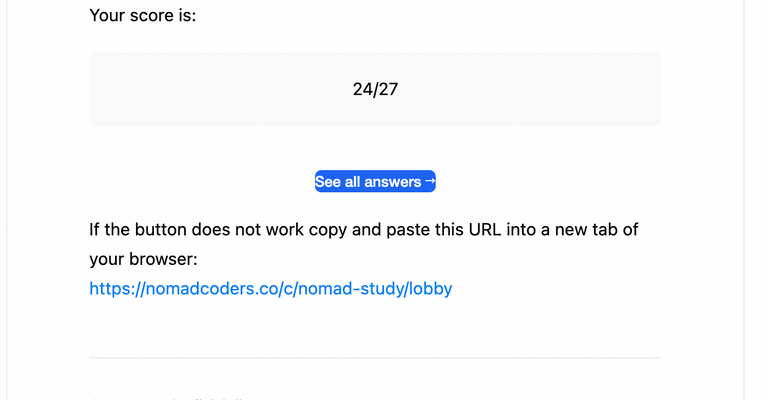 Your score is:
24/27
See all answers →
If the button does not work copy and paste this URL into a new tab of
your browser:
https://nomadcoders.co/c/nomad-study/lobby